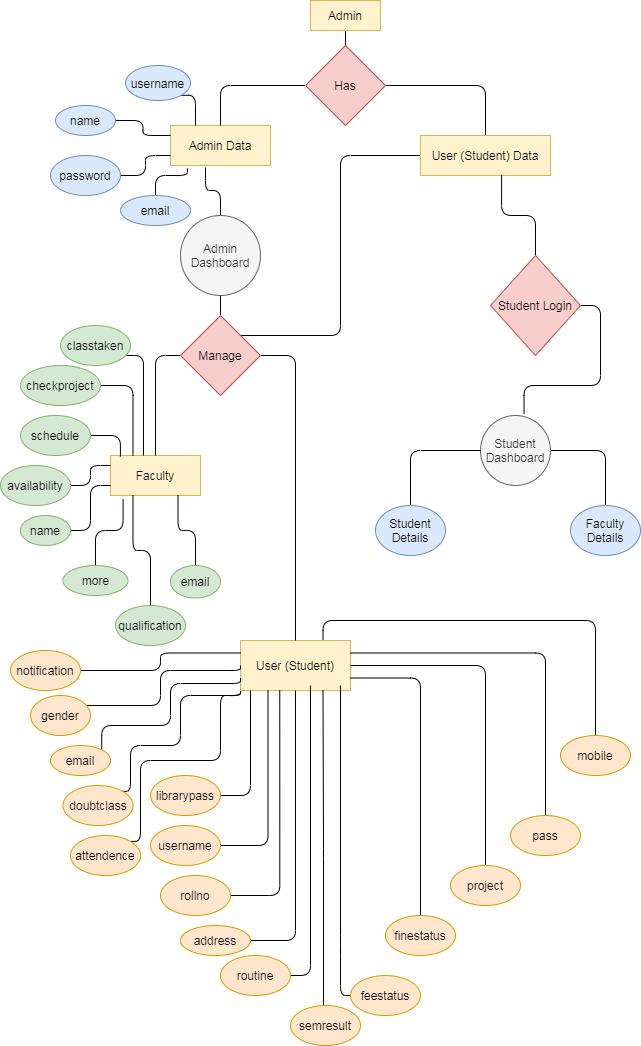 Admin
Has
username
name
Admin Data
User (Student) Data
password
email
Admin
Dashboard
Student Login
classtaken
Manage
checkproject
schedule
Student
Dashboard
Faculty
availability
name
Student
Details
Faculty
Details
more
email
qualification
User (Student)
notification
gender
email
mobile
librarypass
doubtclass
pass
username
attendence
project
rollno
finestatus
address
routine
feestatus
semresult